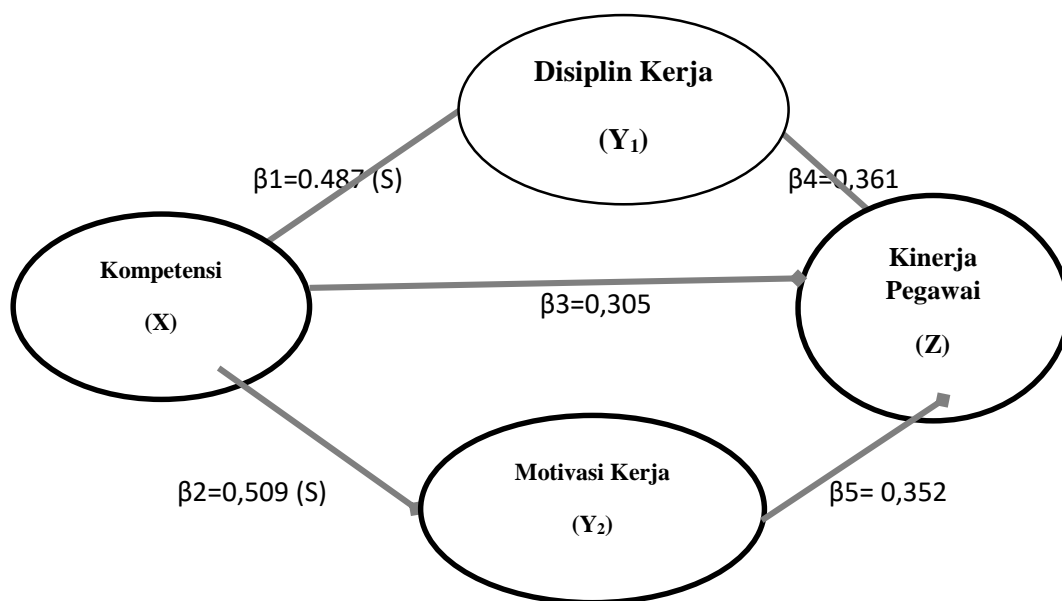 Disiplin Kerja
(Y₁)
β1=0.487 (S)
β4=0,361
Kompetensi
(X)
Kinerja
Pegawai
(Z)
β3=0,305
Motivasi Kerja
(Y₂)
β2=0,509 (S)
β5= 0,352